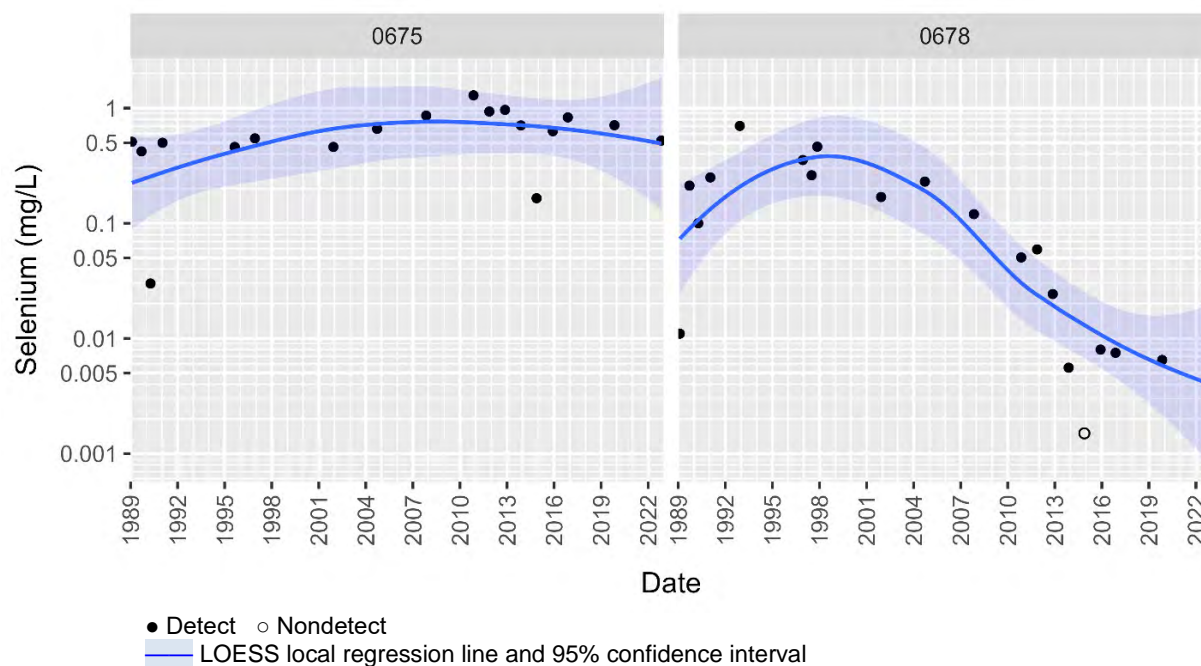 0675 0678
Selenium (mg/L)
1
0.5
0.1
0.05
0.01
0.005
0.001
1989 1992 1995 1998 2001 2004 2007 2010 2013 2016 2019 2022 1989 1992 1995 1998 2001 2004 2007 2010 2013 2016 2019 2022
Date
Detect Nondetect
LOESS local regression line and 95% confidence interval